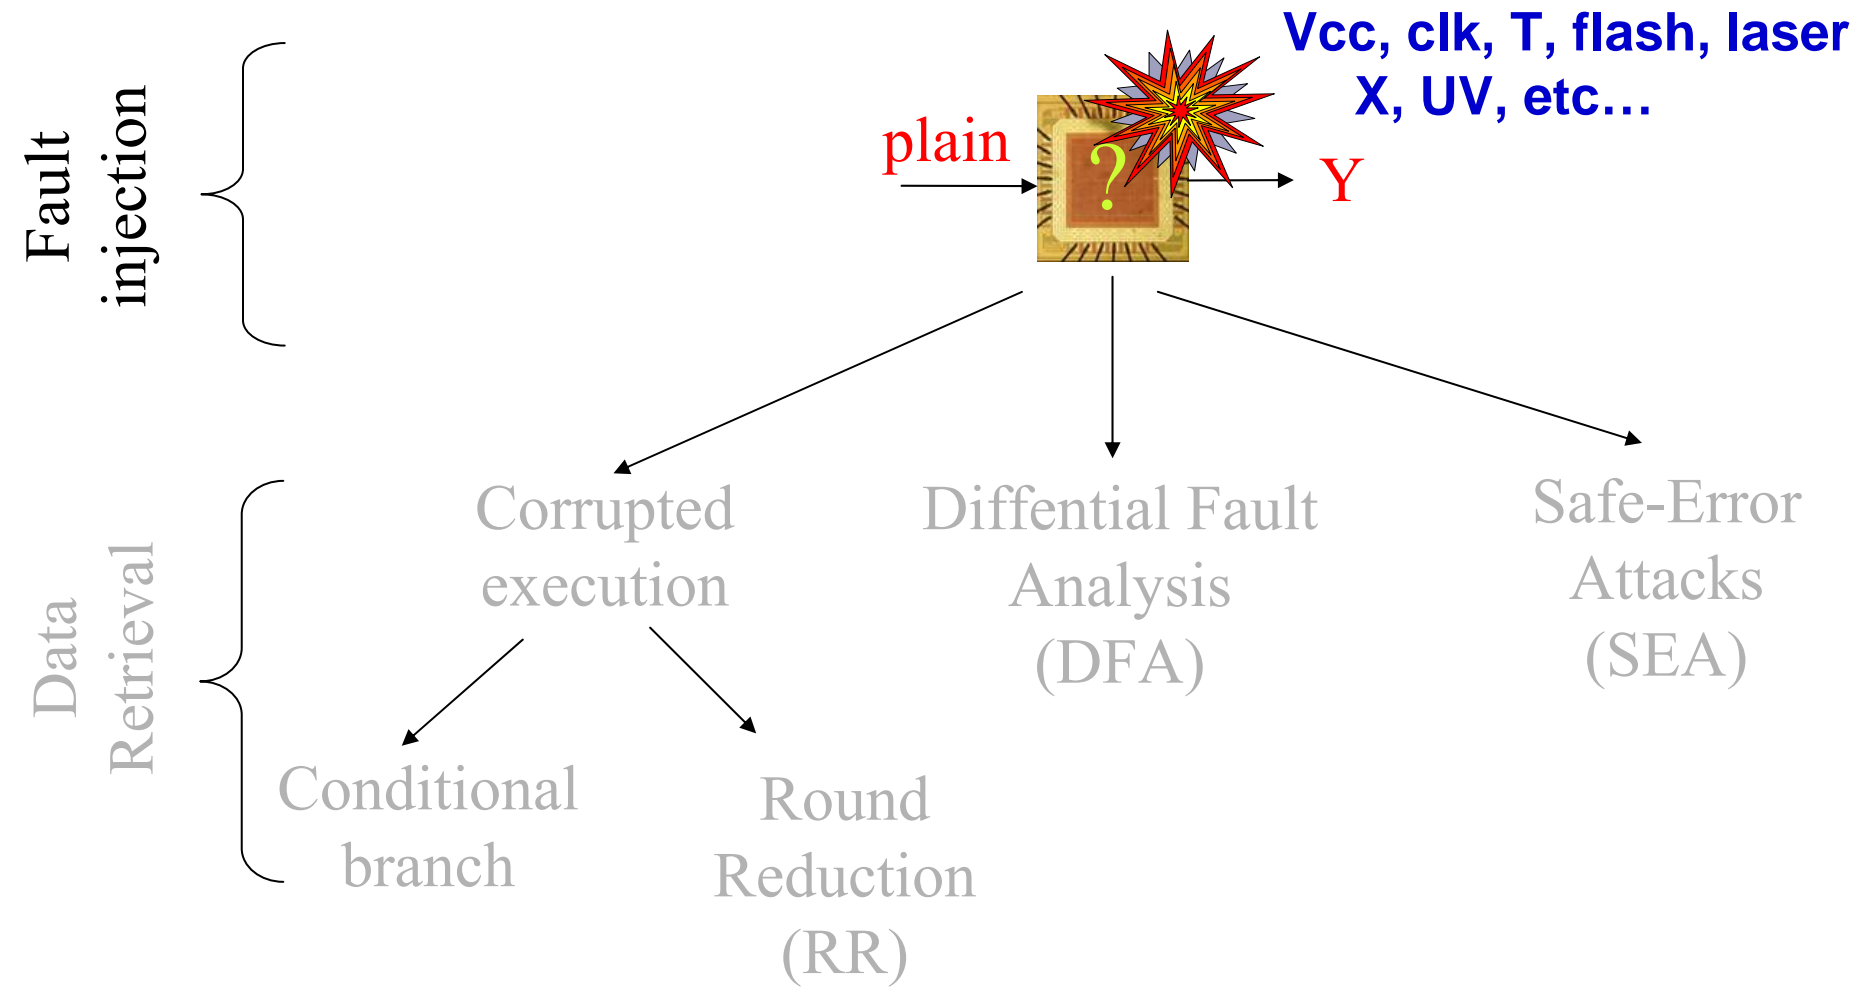 Vcc, clk, T, flash, laser
X, UV, etc…
Fault
injection
plain
?
Y
Data
Retrieval
Corrupted
execution
Diffential Fault
Analysis
(DFA)
Safe-Error
Attacks
(SEA)
Conditional
branch
Round
Reduction
(RR)